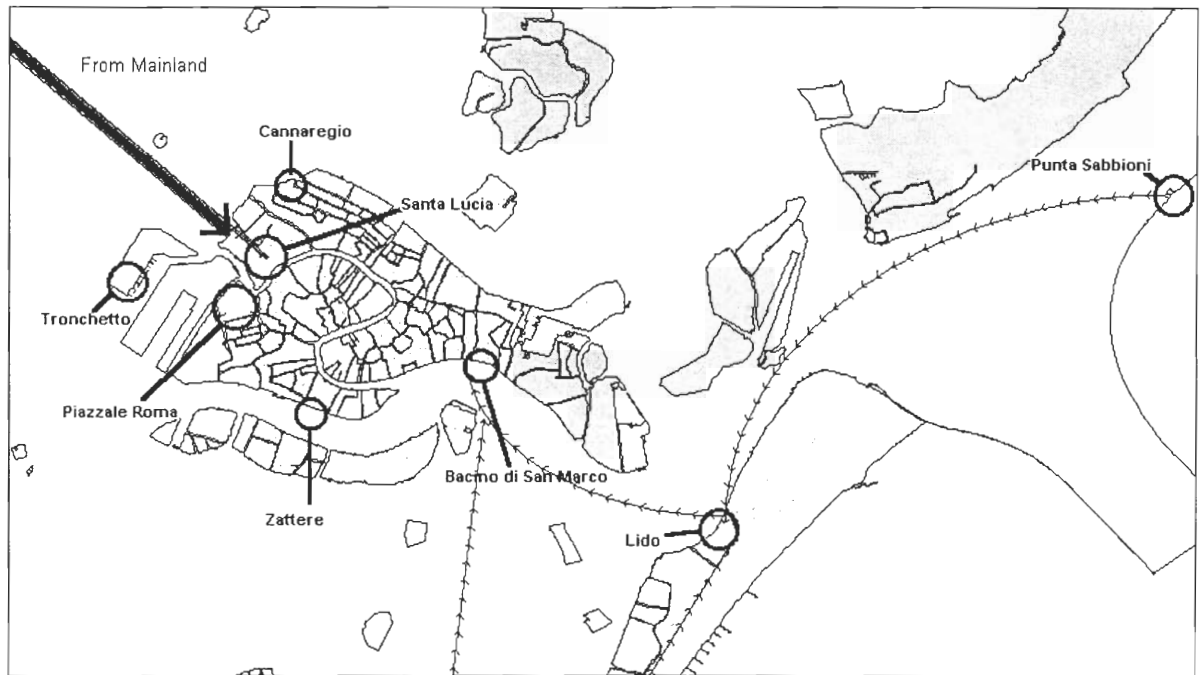 From Mainland
Cannaregio
Punta Sabbioni
Santa Lucia
Tronchetto
Piazzale Roma
Bacino di San Marco
Zattere
Lido